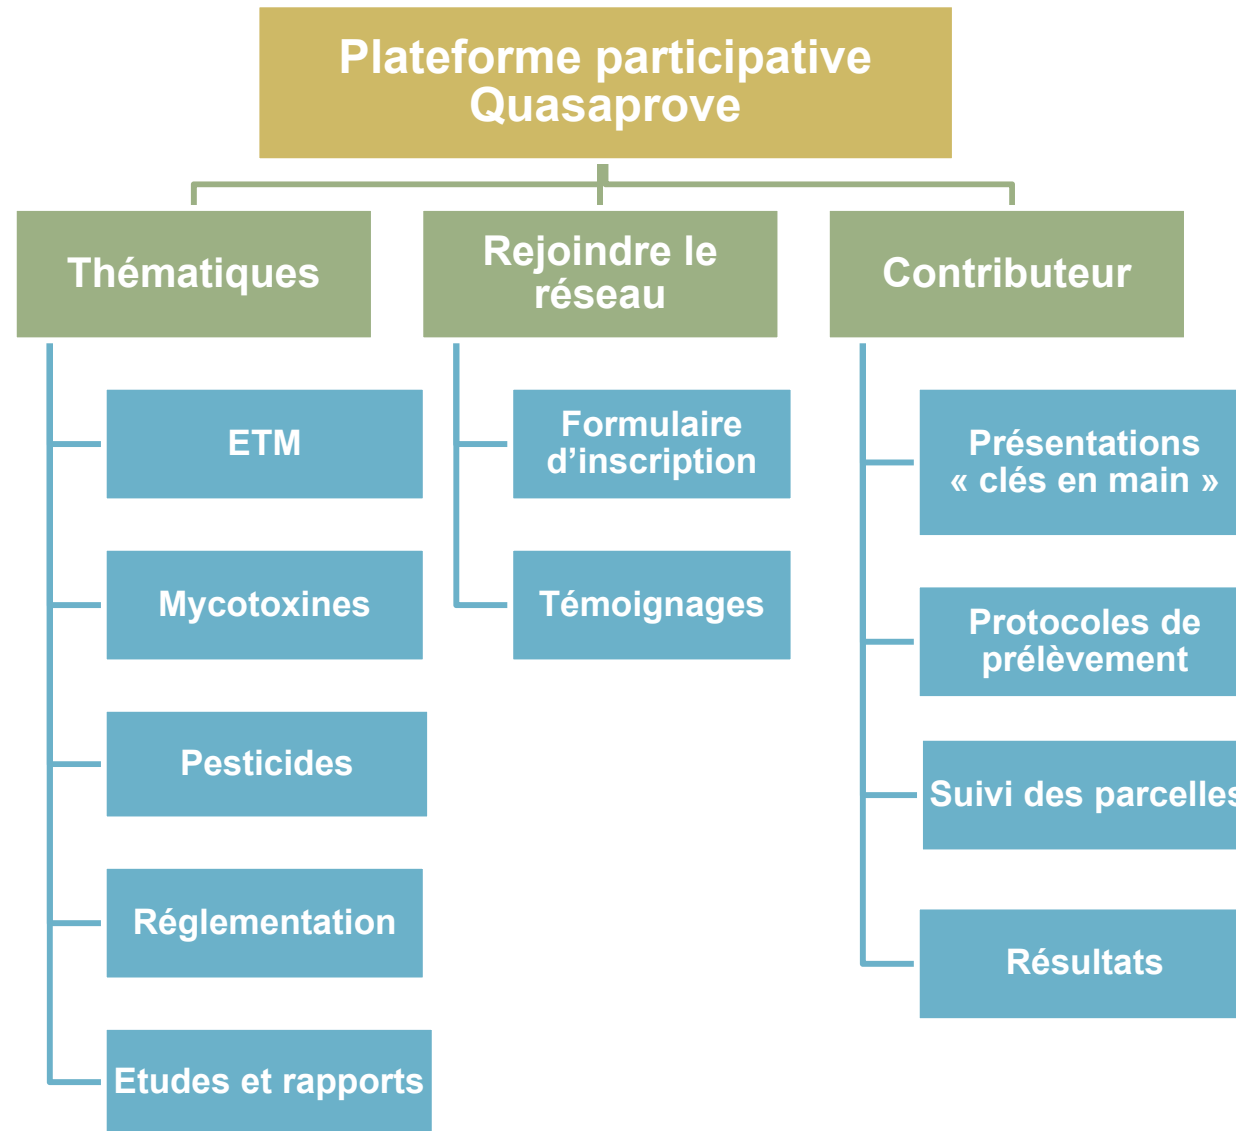 Plateforme participative
Quasaprove
Thématiques
ETM
Mycotoxines
Pesticides
Réglementation
Etudes et rapports
Rejoindre le
réseau
Formulaire
d’inscription
Témoignages
Contributeur
Présentations
« clés en main »
Protocoles de
prélèvement
Suivi des parcelles
Résultats